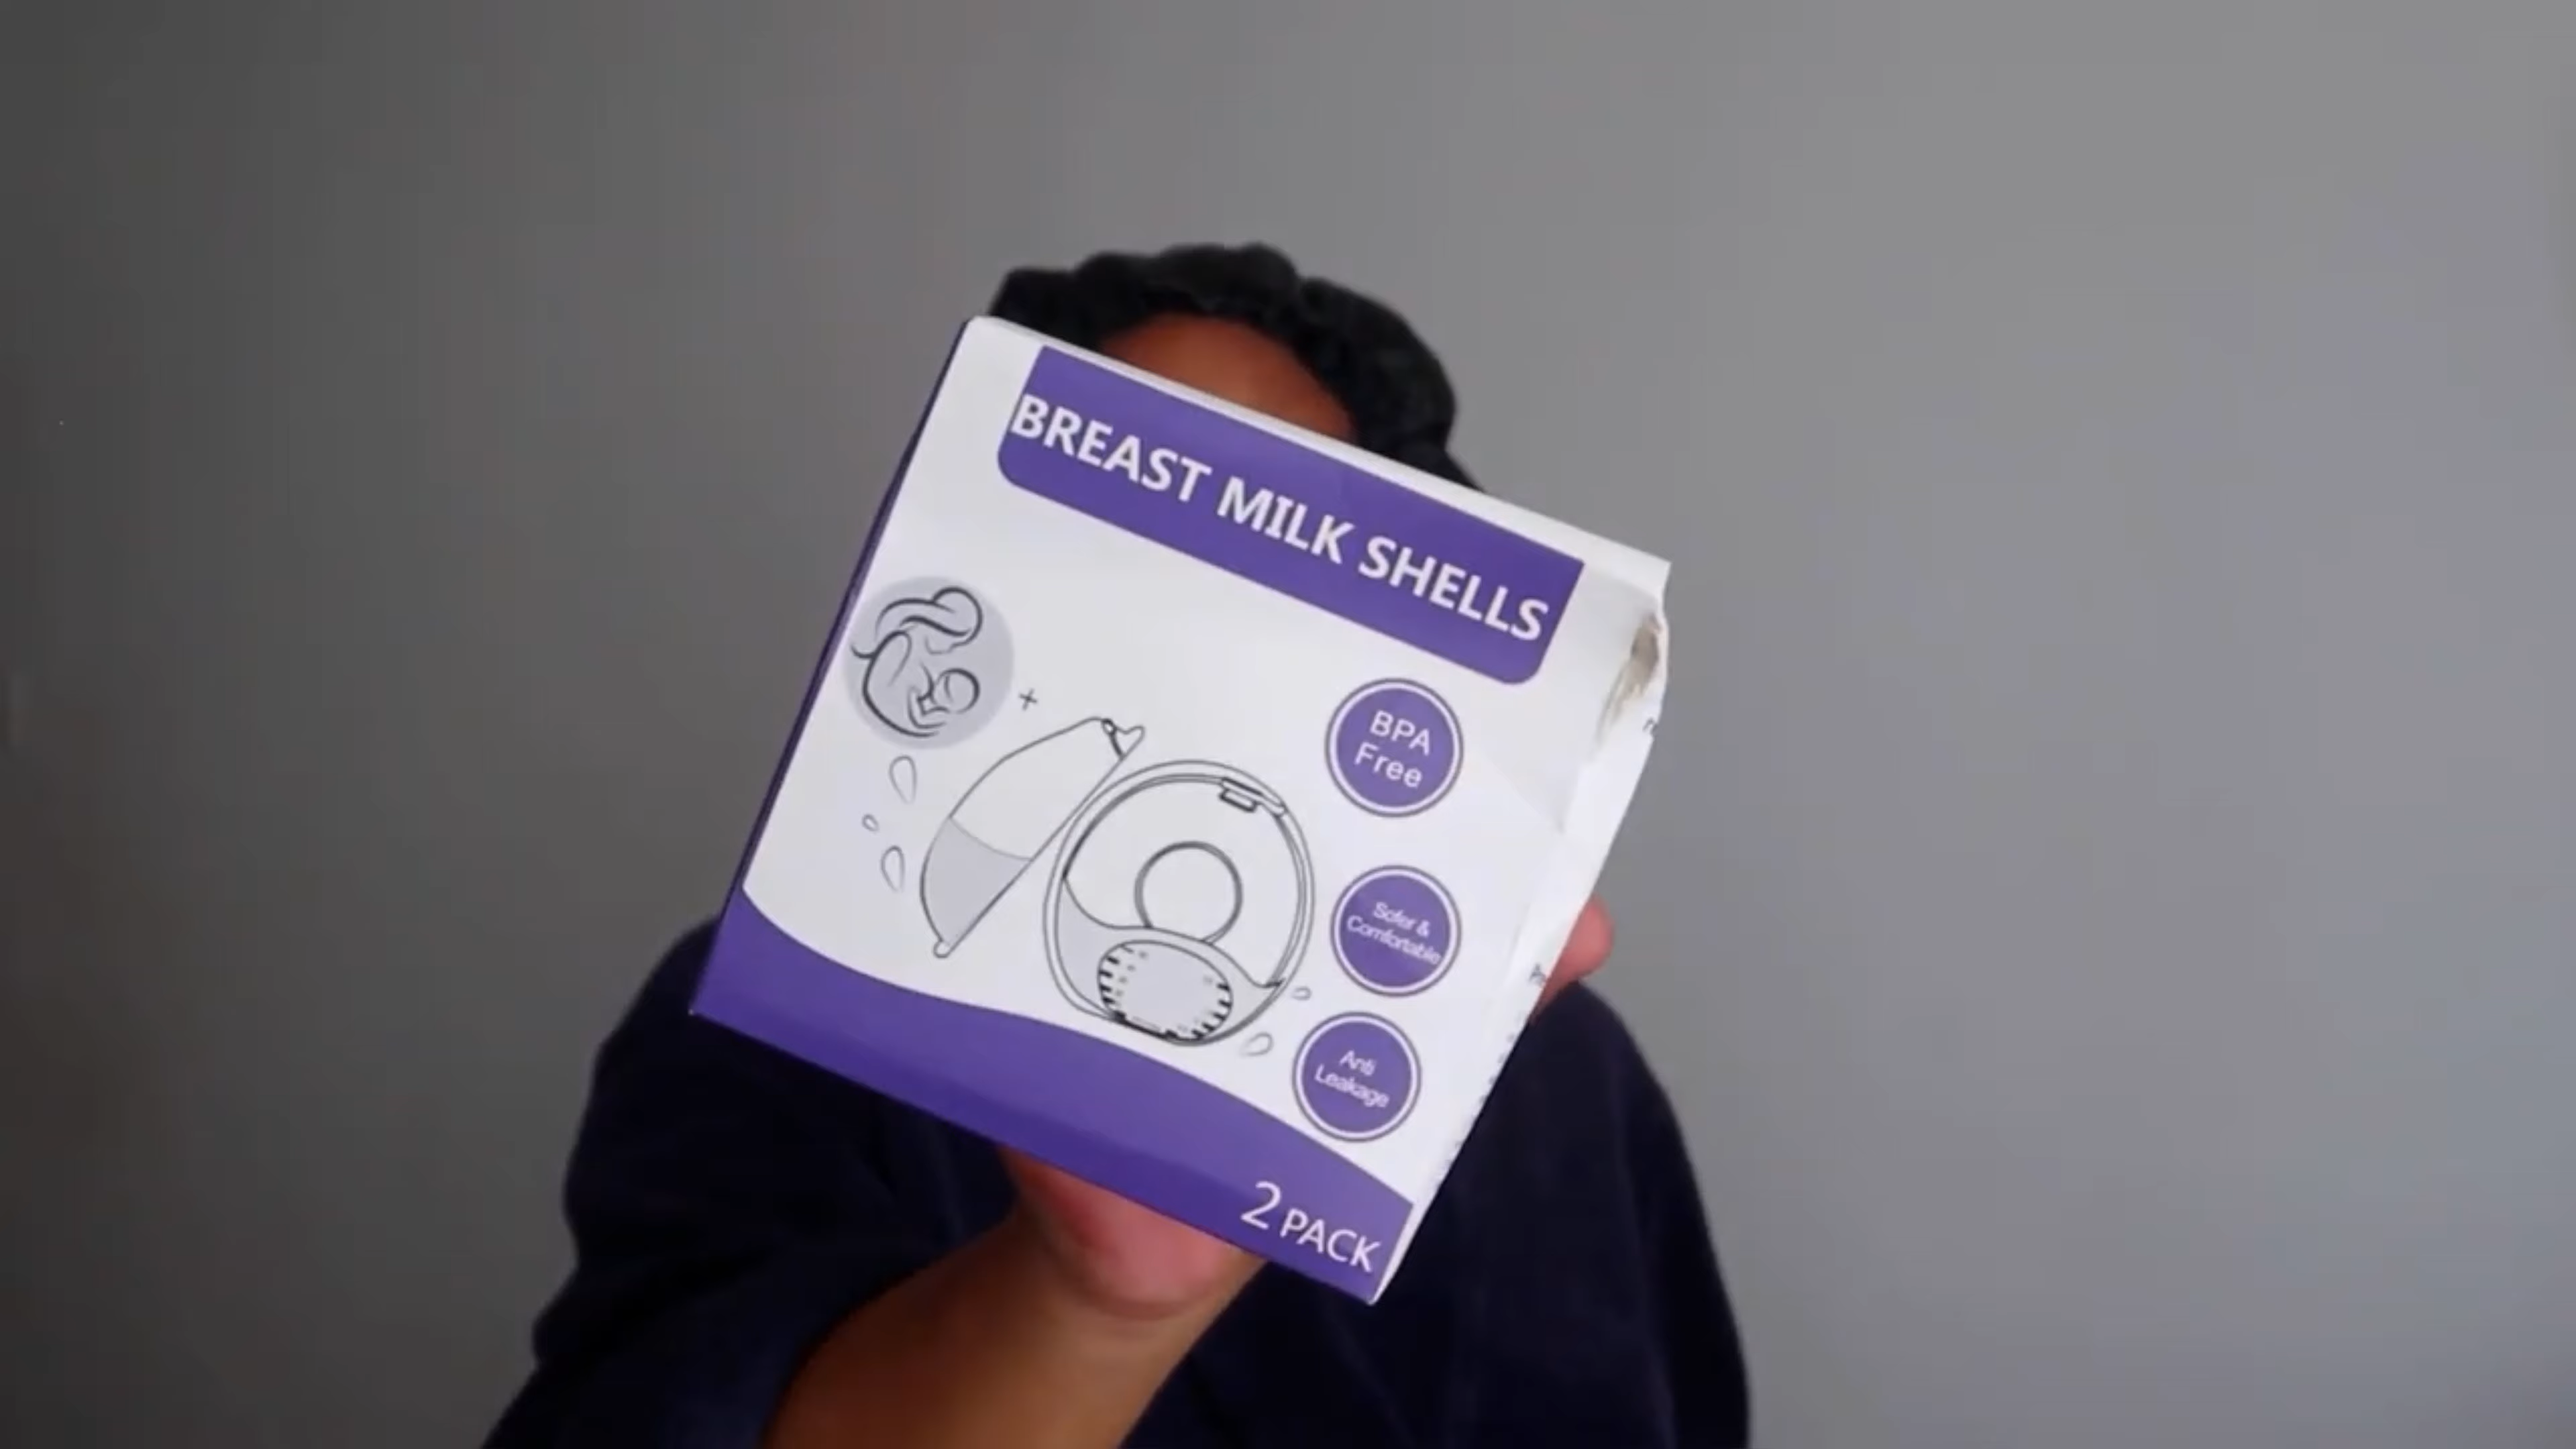 BREAST MILK SHELLS
+
BPA
Free
Safer &
Comfortable
Anti
Leakage
2 PACK